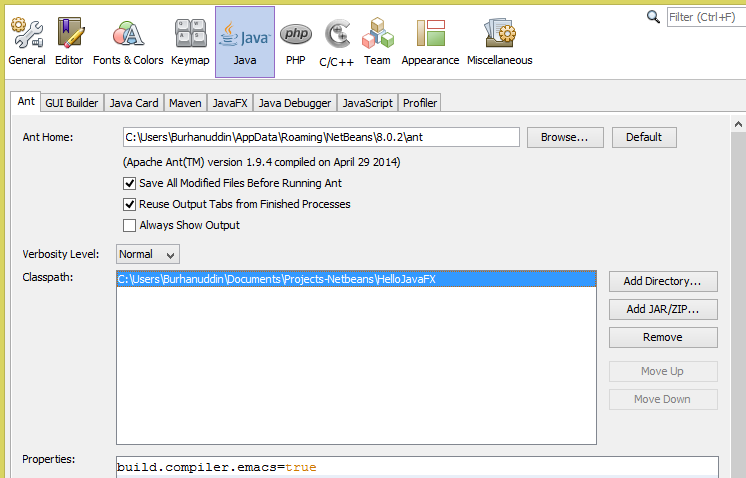 Filter (Ctrl+F)
Java
php
General Editor Fonts & Colors Keymap Java PHP C/C++ Team Appearance Miscellaneous
Ant GUI Builder Java Card Maven JavaFX Java Debugger JavaScript Profiler
Ant Home: C:\Users\Burhanuddin\AppData\Roaming\NetBeans\8.0.2\ant Browse... Default
(Apache Ant(TM) version 1.9.4 compiled on April 29 2014)
Save All Modified Files Before Running Ant
Reuse Output Tabs from Finished Processes
Always Show Output
Verbosity Level: Normal
Classpath: C:\Users\Burhanuddin\Documents\Projects-Netbeans\HelloJavaFX
Add Directory...
Add JAR/ZIP...
Remove
Move Up
Move Down
Properties: build.compiler.emacs=true